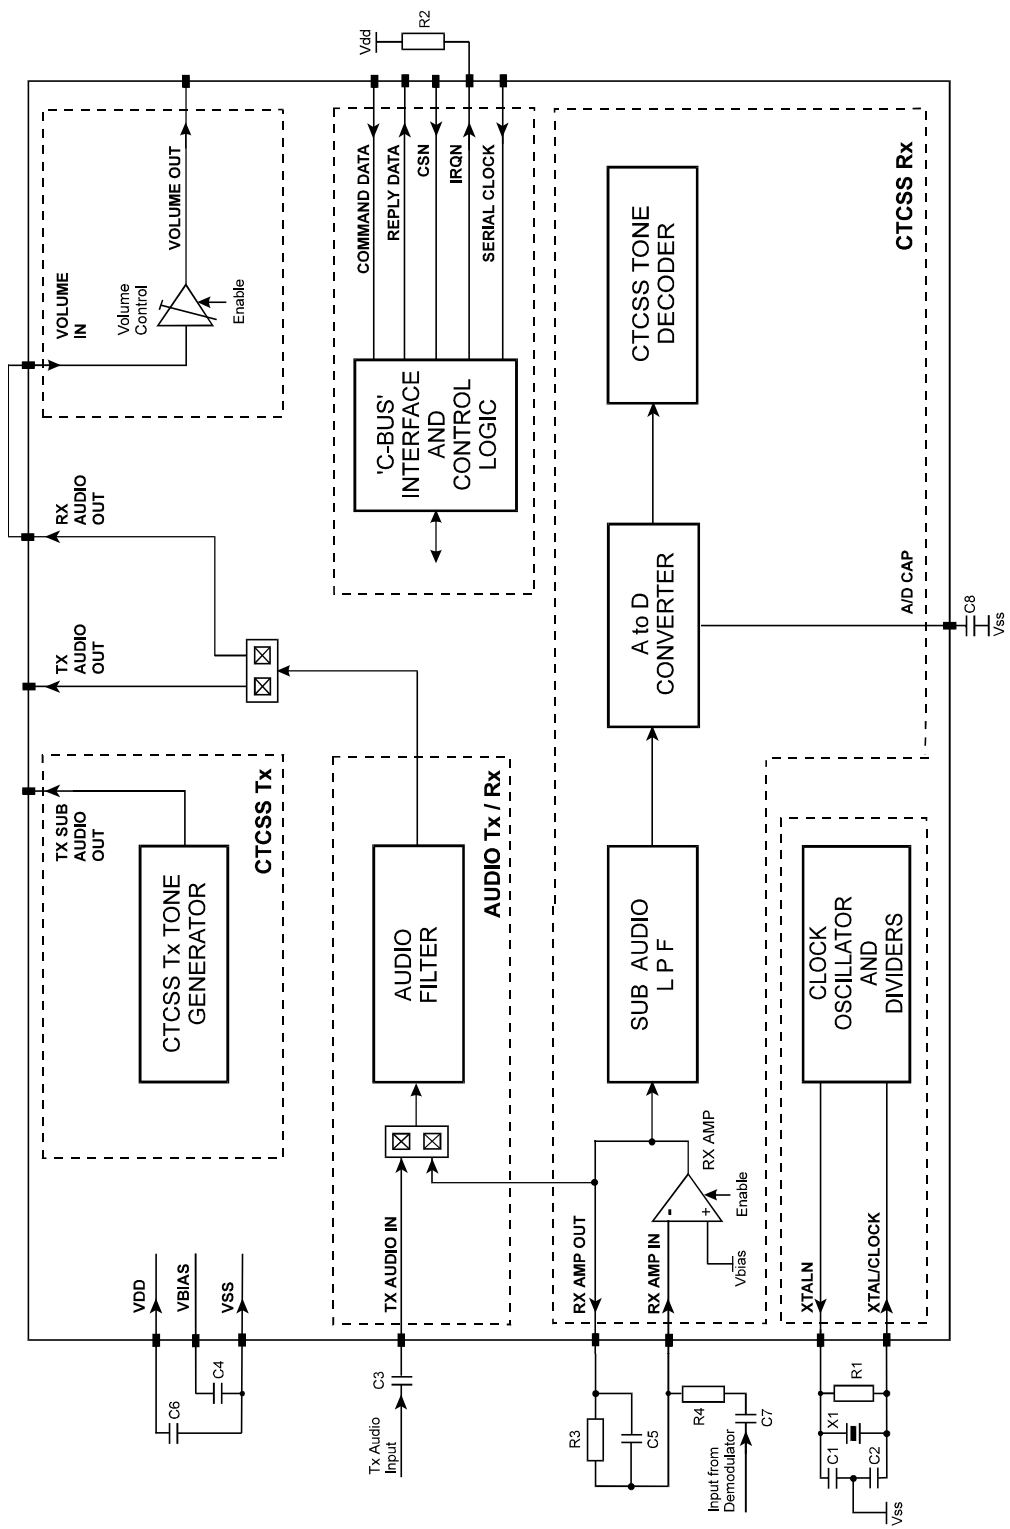 VDD
VBIAS
VSS
C6
C4
CTCSS Tx TONE
GENERATOR
TX SUB
AUDIO
OUT
CTCSS Tx
TX
AUDIO
OUT
RX
AUDIO
OUT
VOLUME
IN
Volume
Control
Enable
VOLUME OUT
Tx Audio
Input
C3
TX AUDIO IN
AUDIO
FILTER
AUDIO Tx / Rx
'C-BUS'
INTERFACE
AND
CONTROL
LOGIC
COMMAND DATA
REPLY DATA
CSN
IRQN
SERIAL CLOCK
Vdd
R2
R3
C5
R4
C7
Input from
Demodulator
RX AMP OUT
RX AMP IN
-
+
Vbias
Enable
RX AMP
SUB AUDIO
L P F
A to D
CONVERTER
CTCSS TONE
DECODER
CTCSS Rx
A/D CAP
C8
Vss
C1
C2
X1
R1
Vss
XTALN
XTAL/CLOCK
CLOCK
OSCILLATOR
AND
DIVIDERS